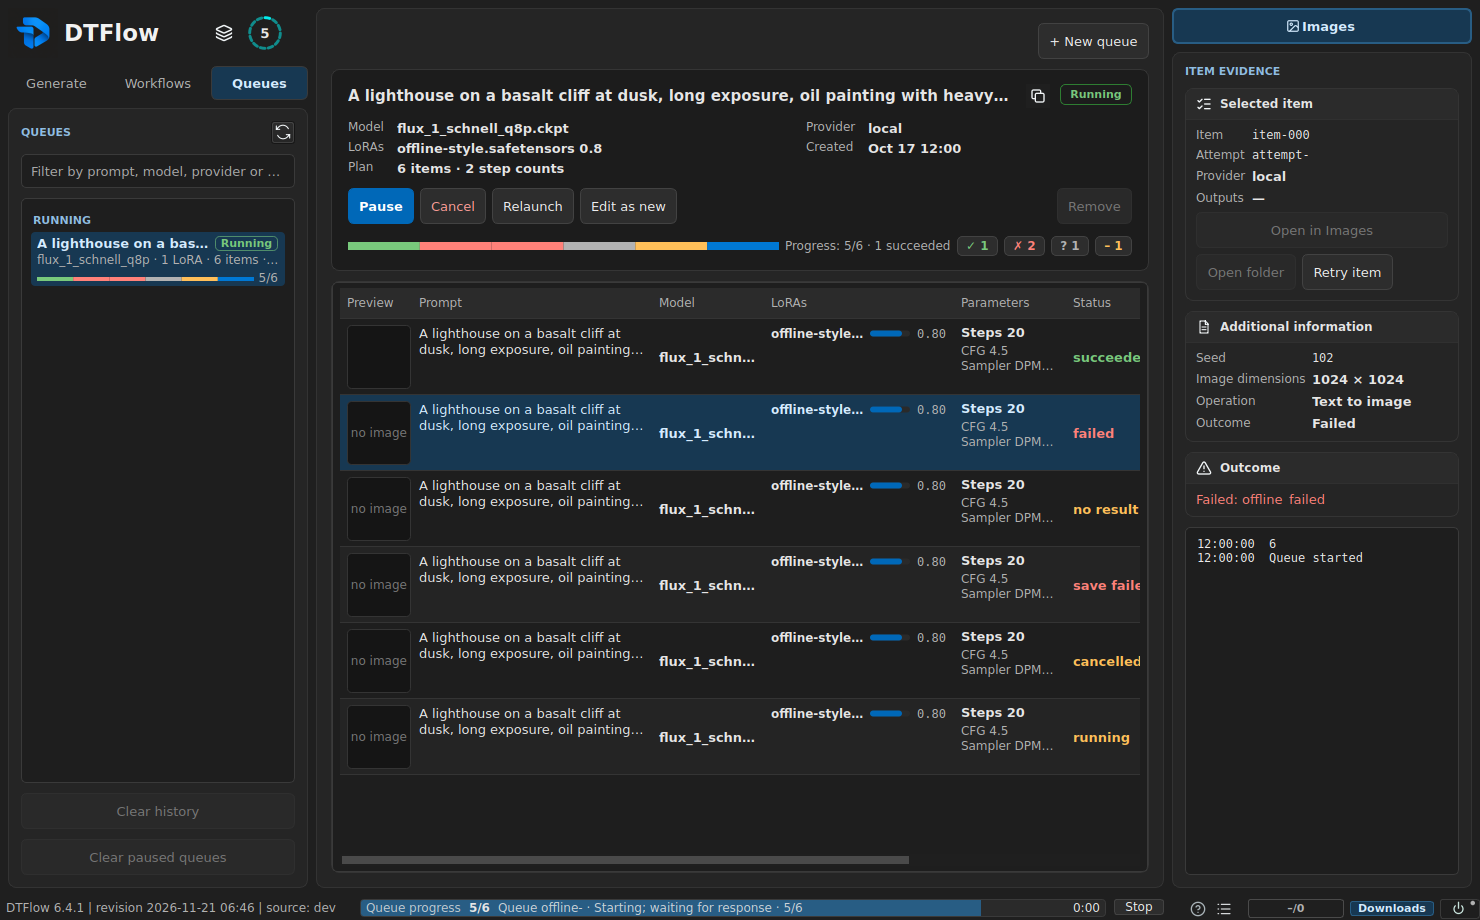 DTFlow
5
Generate
Workflows
Queues
QUEUES
Filter by prompt, model, provider or ...
RUNNING
A lighthouse on a bas...
Running
flux_1_schnell_q8p · 1 LoRA · 6 items ·...
5/6
Clear history
Clear paused queues
+ New queue
A lighthouse on a basalt cliff at dusk, long exposure, oil painting with heavy...
Running
Model flux_1_schnell_q8p.ckpt
Provider local
LoRAs offline-style.safetensors 0.8
Created Oct 17 12:00
Plan 6 items · 2 step counts
Pause
Cancel
Relaunch
Edit as new
Remove
Progress: 5/6 · 1 succeeded
✓ 1
✗ 2
? 1
– 1
Preview Prompt Model LoRAs Parameters Status
A lighthouse on a basalt cliff at
dusk, long exposure, oil painting...
flux_1_schn...
offline-style... 0.80
Steps 20
CFG 4.5
Sampler DPM...
succeede
no image
A lighthouse on a basalt cliff at
dusk, long exposure, oil painting...
flux_1_schn...
offline-style... 0.80
Steps 20
CFG 4.5
Sampler DPM...
failed
no image
A lighthouse on a basalt cliff at
dusk, long exposure, oil painting...
flux_1_schn...
offline-style... 0.80
Steps 20
CFG 4.5
Sampler DPM...
no result
no image
A lighthouse on a basalt cliff at
dusk, long exposure, oil painting...
flux_1_schn...
offline-style... 0.80
Steps 20
CFG 4.5
Sampler DPM...
save faile
no image
A lighthouse on a basalt cliff at
dusk, long exposure, oil painting...
flux_1_schn...
offline-style... 0.80
Steps 20
CFG 4.5
Sampler DPM...
cancelled
no image
A lighthouse on a basalt cliff at
dusk, long exposure, oil painting...
flux_1_schn...
offline-style... 0.80
Steps 20
CFG 4.5
Sampler DPM...
running
Images
ITEM EVIDENCE
Selected item
Item item-000
Attempt attempt-
Provider local
Outputs —
Open in Images
Open folder
Retry item
Additional information
Seed 102
Image dimensions 1024 × 1024
Operation Text to image
Outcome Failed
Outcome
Failed: offline failed
12:00:00 6
12:00:00 Queue started
DTFlow 6.4.1 | revision 2026-11-21 06:46 | source: dev
Queue progress 5/6 Queue offline- · Starting; waiting for response · 5/6
0:00
Stop
–/0
Downloads